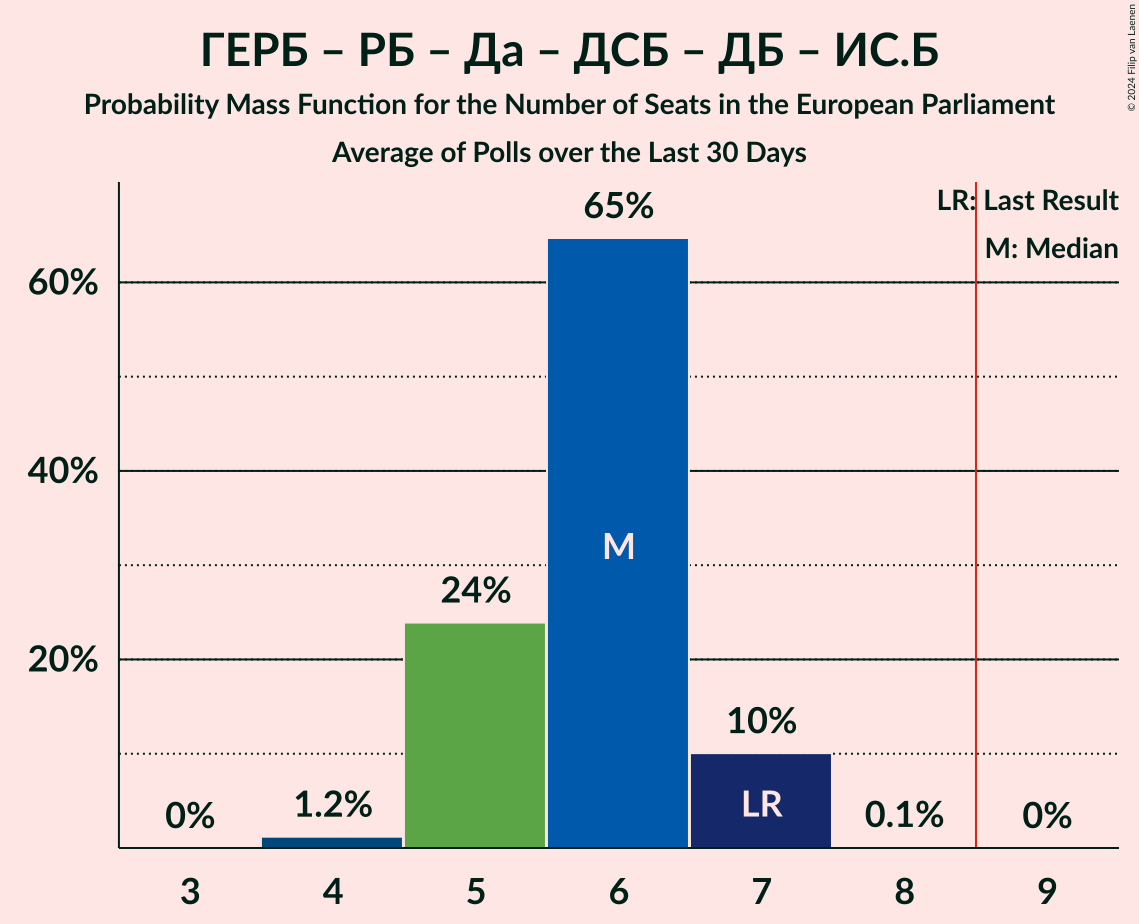 ГЕРБ – РБ – Да – ДСБ – ДБ – ИС.Б
Probability Mass Function for the Number of Seats in the European Parliament
Average of Polls over the Last 30 Days
© 2024 Filip van Laenen
LR: Last Result
M: Median
65%
60%
40%
M
24%
20%
10%
LR
1.2%
0%
0.1%
0%
3 4 5 6 7 8 9